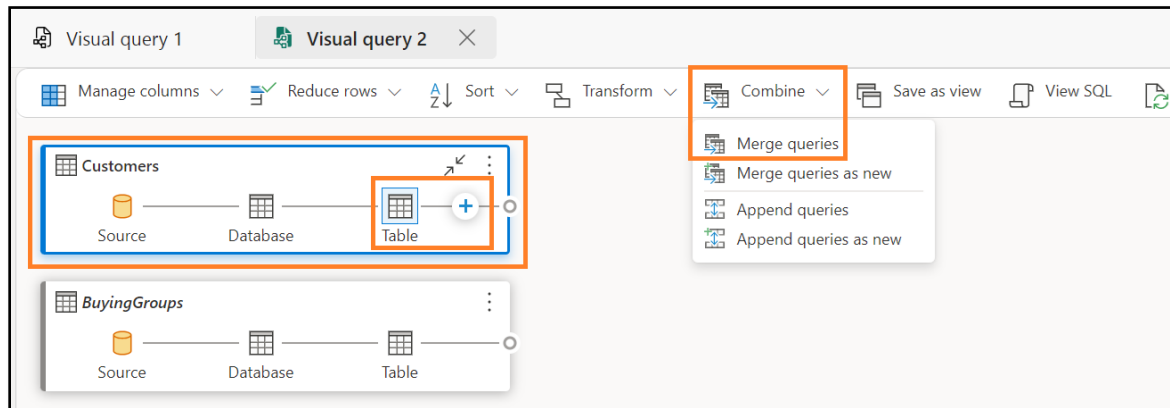 Visual query 1
Visual query 2
Manage columns
Reduce rows
Sort
Transform
Combine
Save as view
View SQL
Merge queries
Merge queries as new
Append queries
Append queries as new
Customers
Source
Database
Table
BuyingGroups
Source
Database
Table